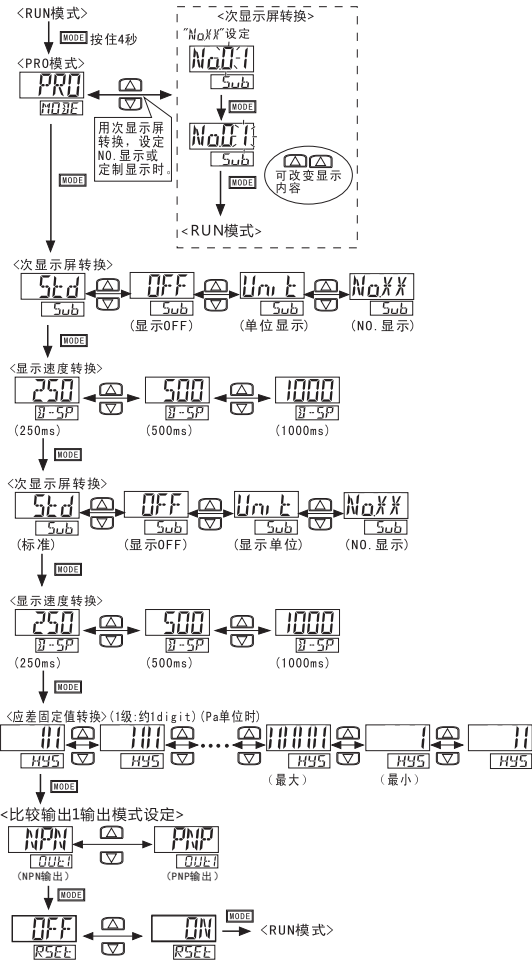 <RUN模式>
MODE 按住4秒
<PRO模式>
PRO
MODE
用次显示屏
转换，设定
NO.显示或
定制显示时。
MODE
<次显示屏转换>
"No.XX"设定
No.01
Sub
MODE
No.01
Sub
MODE
可改变显示
内容
<RUN模式>
<次显示屏转换>
Std OFF Unit No.XX
Sub Sub Sub Sub
(显示OFF) (单位显示) (NO.显示)
MODE
<显示速度转换>
250 500 1000
D-SP D-SP D-SP
(250ms) (500ms) (1000ms)
MODE
<次显示屏转换>
Std OFF Unit No.XX
Sub Sub Sub Sub
(标准) (显示OFF) (显示单位) (NO.显示)
MODE
<显示速度转换>
250 500 1000
D-SP D-SP D-SP
(250ms) (500ms) (1000ms)
MODE
<应差固定值转换>(1级:约1digit)(Pa单位时)
HYS HYS HYS HYS HYS
(最大) (最小)
MODE
<比较输出1输出模式设定>
NPN PNP
OUt1 OUt1
(NPN输出) (PNP输出)
MODE
OFF ON MODE <RUN模式>
RSEt RSEt